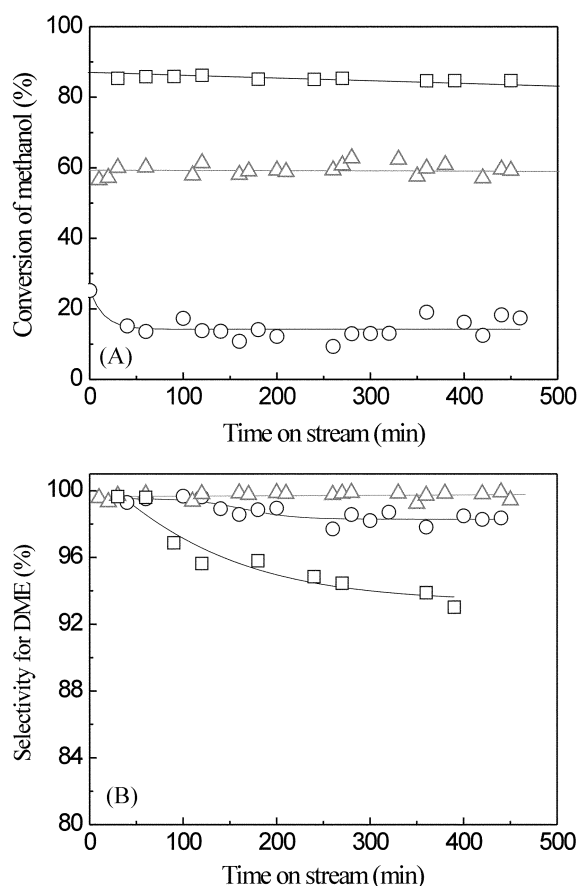 Conversion of methanol (%)
100
80
60
40
20
0
(A)
0 100 200 300 400 500
Time on stream (min)
Selectivity for DME (%)
100
96
92
88
84
80
(B)
0 100 200 300 400 500
Time on stream (min)